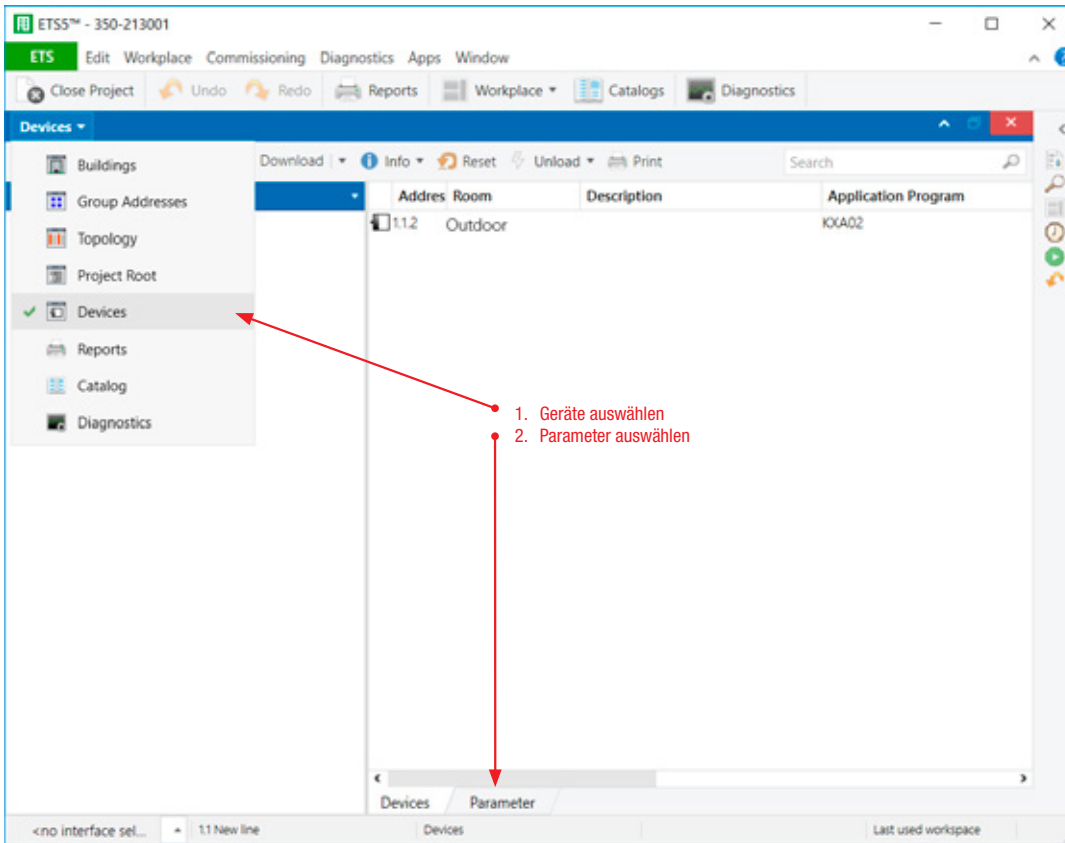 ETS5™ - 350-213001
ETS Edit Workplace Commissioning Diagnostics Apps Window
Close Project Undo Redo Reports Workplace Catalogs Diagnostics
Devices
Download Info Reset Unload Print Search
Buildings
Group Addresses
Topology
Project Root
Devices
Reports
Catalog
Diagnostics
Addres Room Description Application Program
1.1.2 Outdoor KXA02
1. Geräte auswählen
2. Parameter auswählen
Devices Parameter
<no interface sel... 1.1 New line Devices Last used workspace